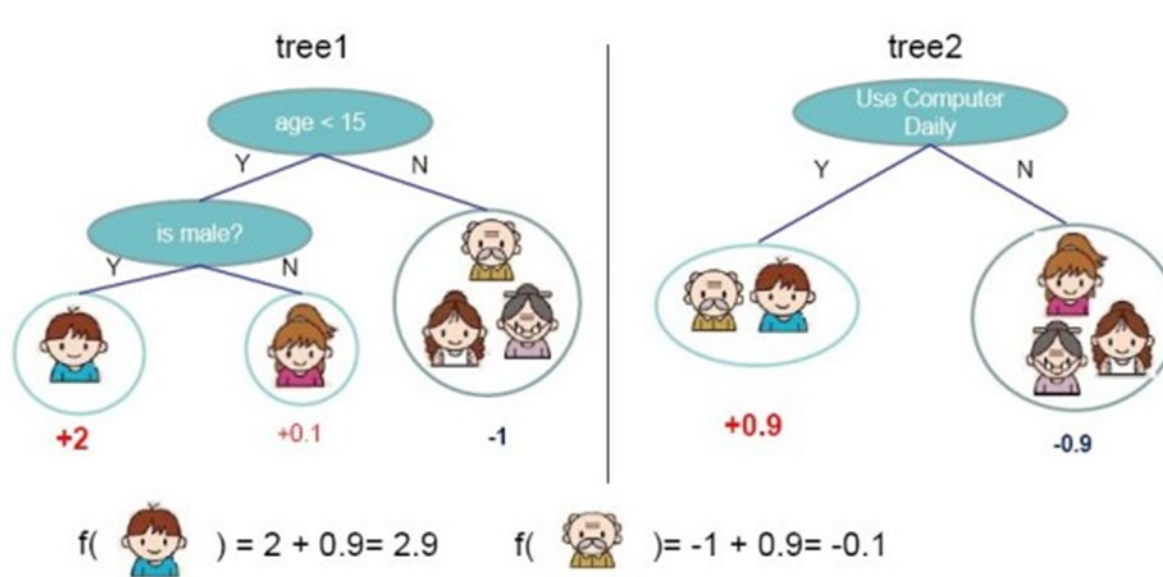 tree1
age < 15
Y
N
is male?
Y
N
+2
+0.1
-1
tree2
Use Computer
Daily
Y
N
+0.9
-0.9
f( ) = 2 + 0.9= 2.9
f( )= -1 + 0.9= -0.1